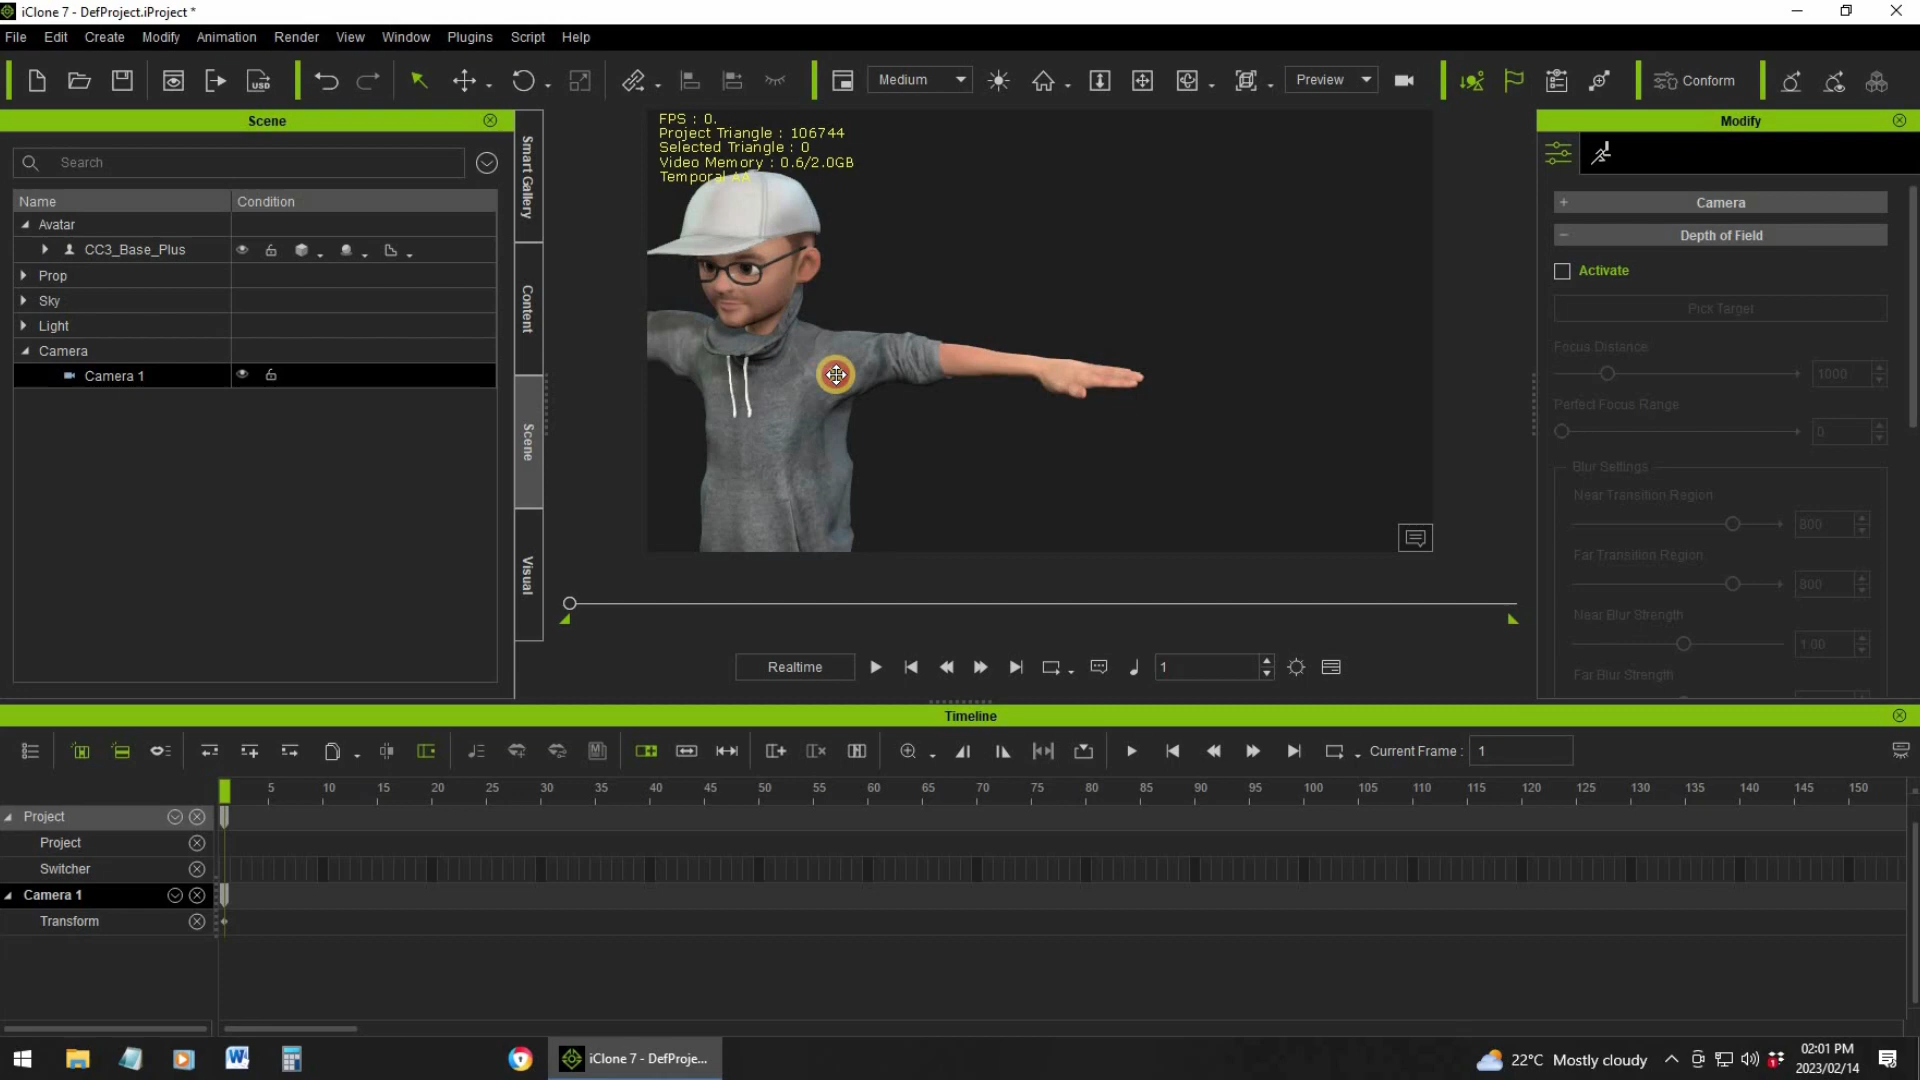 iClone 7 - DefProject.iProject *
File Edit Create Modify Animation Render View Window Plugins Script Help
USD
Medium
Preview
Conform
Scene
Search
Name Condition
Avatar
CC3_Base_Plus
Prop
Sky
Light
Camera
Camera 1
Smart Gallery
Content
Scene
Visual
FPS : 0.
Project Triangle : 106744
Selected Triangle : 0
Video Memory : 0.6/2.0GB
Temporal AA
Modify
Camera
Depth of Field
Activate
Pick Target
Focus Distance
1000
Perfect Focus Range
0
Blur Settings
Near Transition Region
800
Far Transition Region
800
Near Blur Strength
1.00
Far Blur Strength
Realtime
1
Timeline
Current Frame : 1
5 10 15 20 25 30 35 40 45 50 55 60 65 70 75 80 85 90 95 100 105 110 115 120 125 130 135 140 145 150
Project
Project
Switcher
Camera 1
Transform
iClone 7 - DefProje...
22°C Mostly cloudy
02:01 PM
2023/02/14